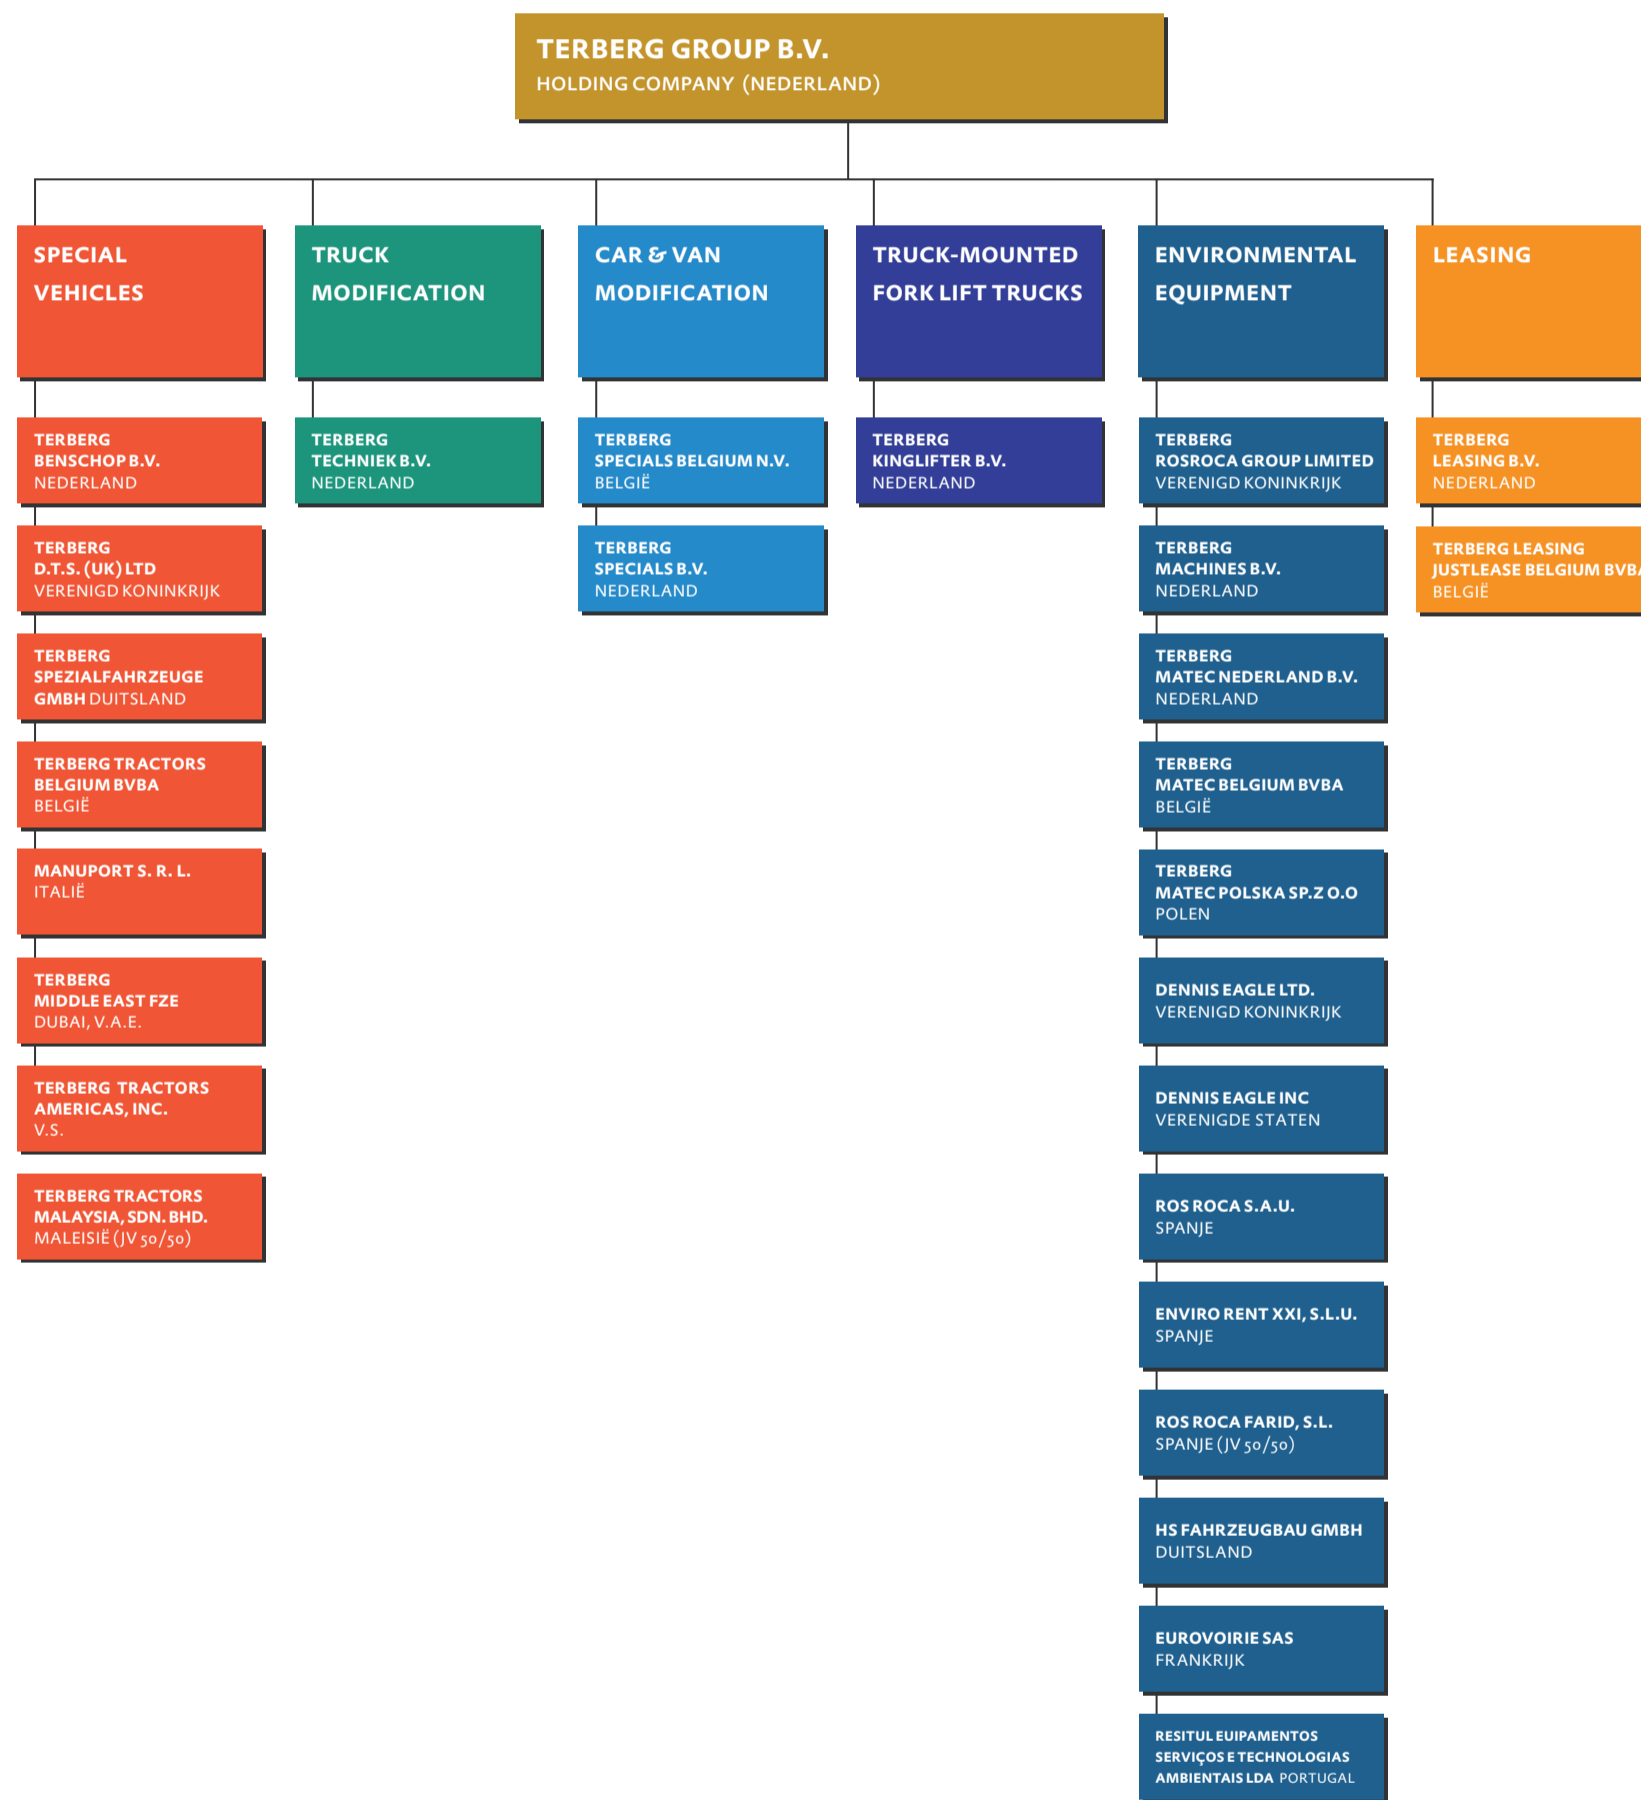 TERBERG GROUP B.V.
HOLDING COMPANY (NEDERLAND)
SPECIAL
VEHICLES
TERBERG
BENSCHOP B.V.
NEDERLAND
TERBERG
D.T.S. (UK) LTD
VERENIGD KONINKRIJK
TERBERG
SPEZIALFAHRZEUGE
GMBH DUITSLAND
TERBERG TRACTORS
BELGIUM BVBA
BELGIË
MANUPORT S. R. L.
ITALIË
TERBERG
MIDDLE EAST FZE
DUBAI, V.A.E.
TERBERG TRACTORS
AMERICAS, INC.
V.S.
TERBERG TRACTORS
MALAYSIA, SDN. BHD.
MALEISIË (JV 50/50)
TRUCK
MODIFICATION
TERBERG
TECHNIEK B.V.
NEDERLAND
CAR & VAN
MODIFICATION
TERBERG
SPECIALS BELGIUM N.V.
BELGIË
TERBERG
SPECIALS B.V.
NEDERLAND
TRUCK-MOUNTED
FORK LIFT TRUCKS
TERBERG
KINGLIFTER B.V.
NEDERLAND
ENVIRONMENTAL
EQUIPMENT
TERBERG
ROSROCA GROUP LIMITED
VERENIGD KONINKRIJK
TERBERG
MACHINES B.V.
NEDERLAND
TERBERG
MATEC NEDERLAND B.V.
NEDERLAND
TERBERG
MATEC BELGIUM BVBA
BELGIË
TERBERG
MATEC POLSKA SP.Z O.O
POLEN
DENNIS EAGLE LTD.
VERENIGD KONINKRIJK
DENNIS EAGLE INC
VERENIGDE STATEN
ROS ROCA S.A.U.
SPANJE
ENVIRO RENT XXI, S.L.U.
SPANJE
ROS ROCA FARID, S.L.
SPANJE (JV 50/50)
HS FAHRZEUGBAU GMBH
DUITSLAND
EUROVOIRIE SAS
FRANKRIJK
RESITUL EUIPAMENTOS
SERVIÇOS E TECHNOLOGIAS
AMBIENTAIS LDA PORTUGAL
LEASING
TERBERG
LEASING B.V.
NEDERLAND
TERBERG LEASING
JUSTLEASE BELGIUM BVBA
BELGIË